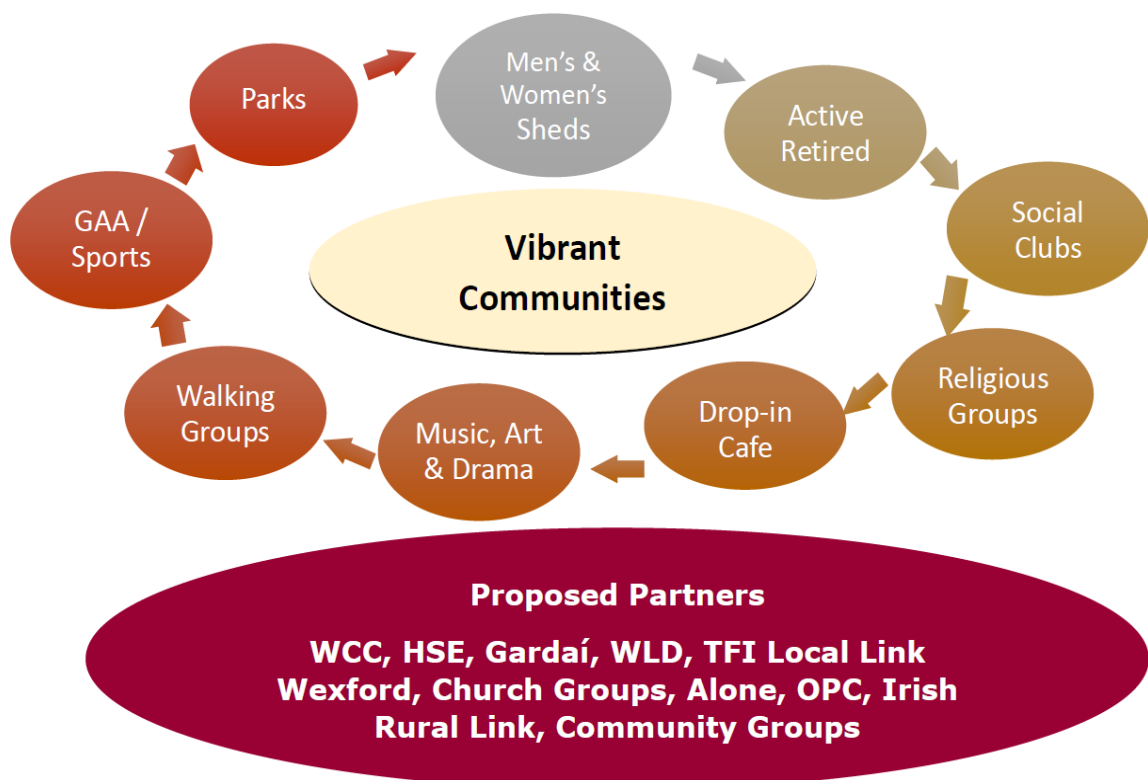 Men's &
Women's
Sheds
Active
Retired
Social
Clubs
Religious
Groups
Drop-in
Cafe
Music, Art
& Drama
Walking
Groups
GAA /
Sports
Parks
Vibrant
Communities
Proposed Partners
WCC, HSE, Gardaí, WLD, TFI Local Link
Wexford, Church Groups, Alone, OPC, Irish
Rural Link, Community Groups